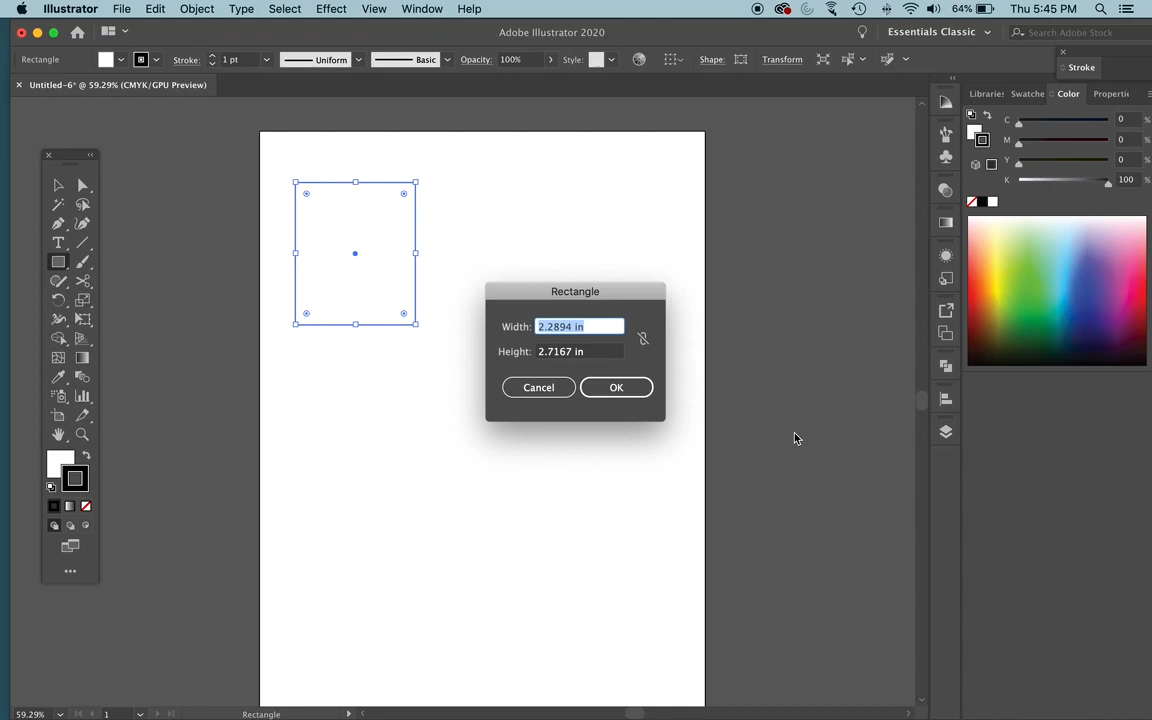 Illustrator File Edit Object Type Select Effect View Window Help 64% Thu 5:45 PM
Adobe Illustrator 2020 Essentials Classic Search Adobe Stock
Rectangle Stroke: 1 pt Uniform Basic Opacity: 100% Style: Shape: Transform Stroke
Untitled-6* @ 59.29% (CMYK/GPU Preview) Libraries Swatche Color Properti
C 0 %
M 0 %
Y 0 %
K 100 %
Rectangle
Width: 2.2894 in
Height: 2.7167 in
Cancel OK
59.29% 1 Rectangle